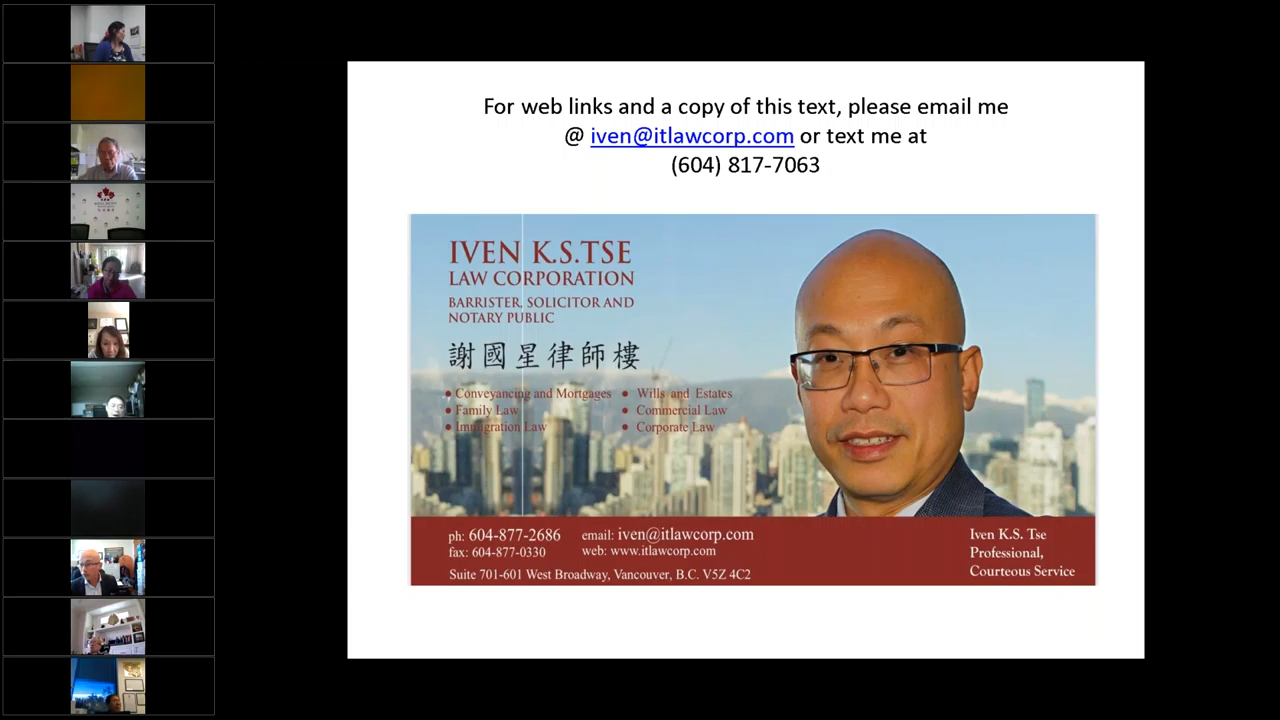 For web links and a copy of this text, please email me
@ iven@itlawcorp.com or text me at
(604) 817-7063
IVEN K.S.TSE
LAW CORPORATION
BARRISTER, SOLICITOR AND
NOTARY PUBLIC
謝國星律師樓
• Conveyancing and Mortgages
• Family Law
• Immigration Law
• Wills and Estates
• Commercial Law
• Corporate Law
ph: 604-877-2686
fax: 604-877-0330
email: iven@itlawcorp.com
web: www.itlawcorp.com
Suite 701-601 West Broadway, Vancouver, B.C. V5Z 4C2
Iven K.S. Tse
Professional,
Courteous Service